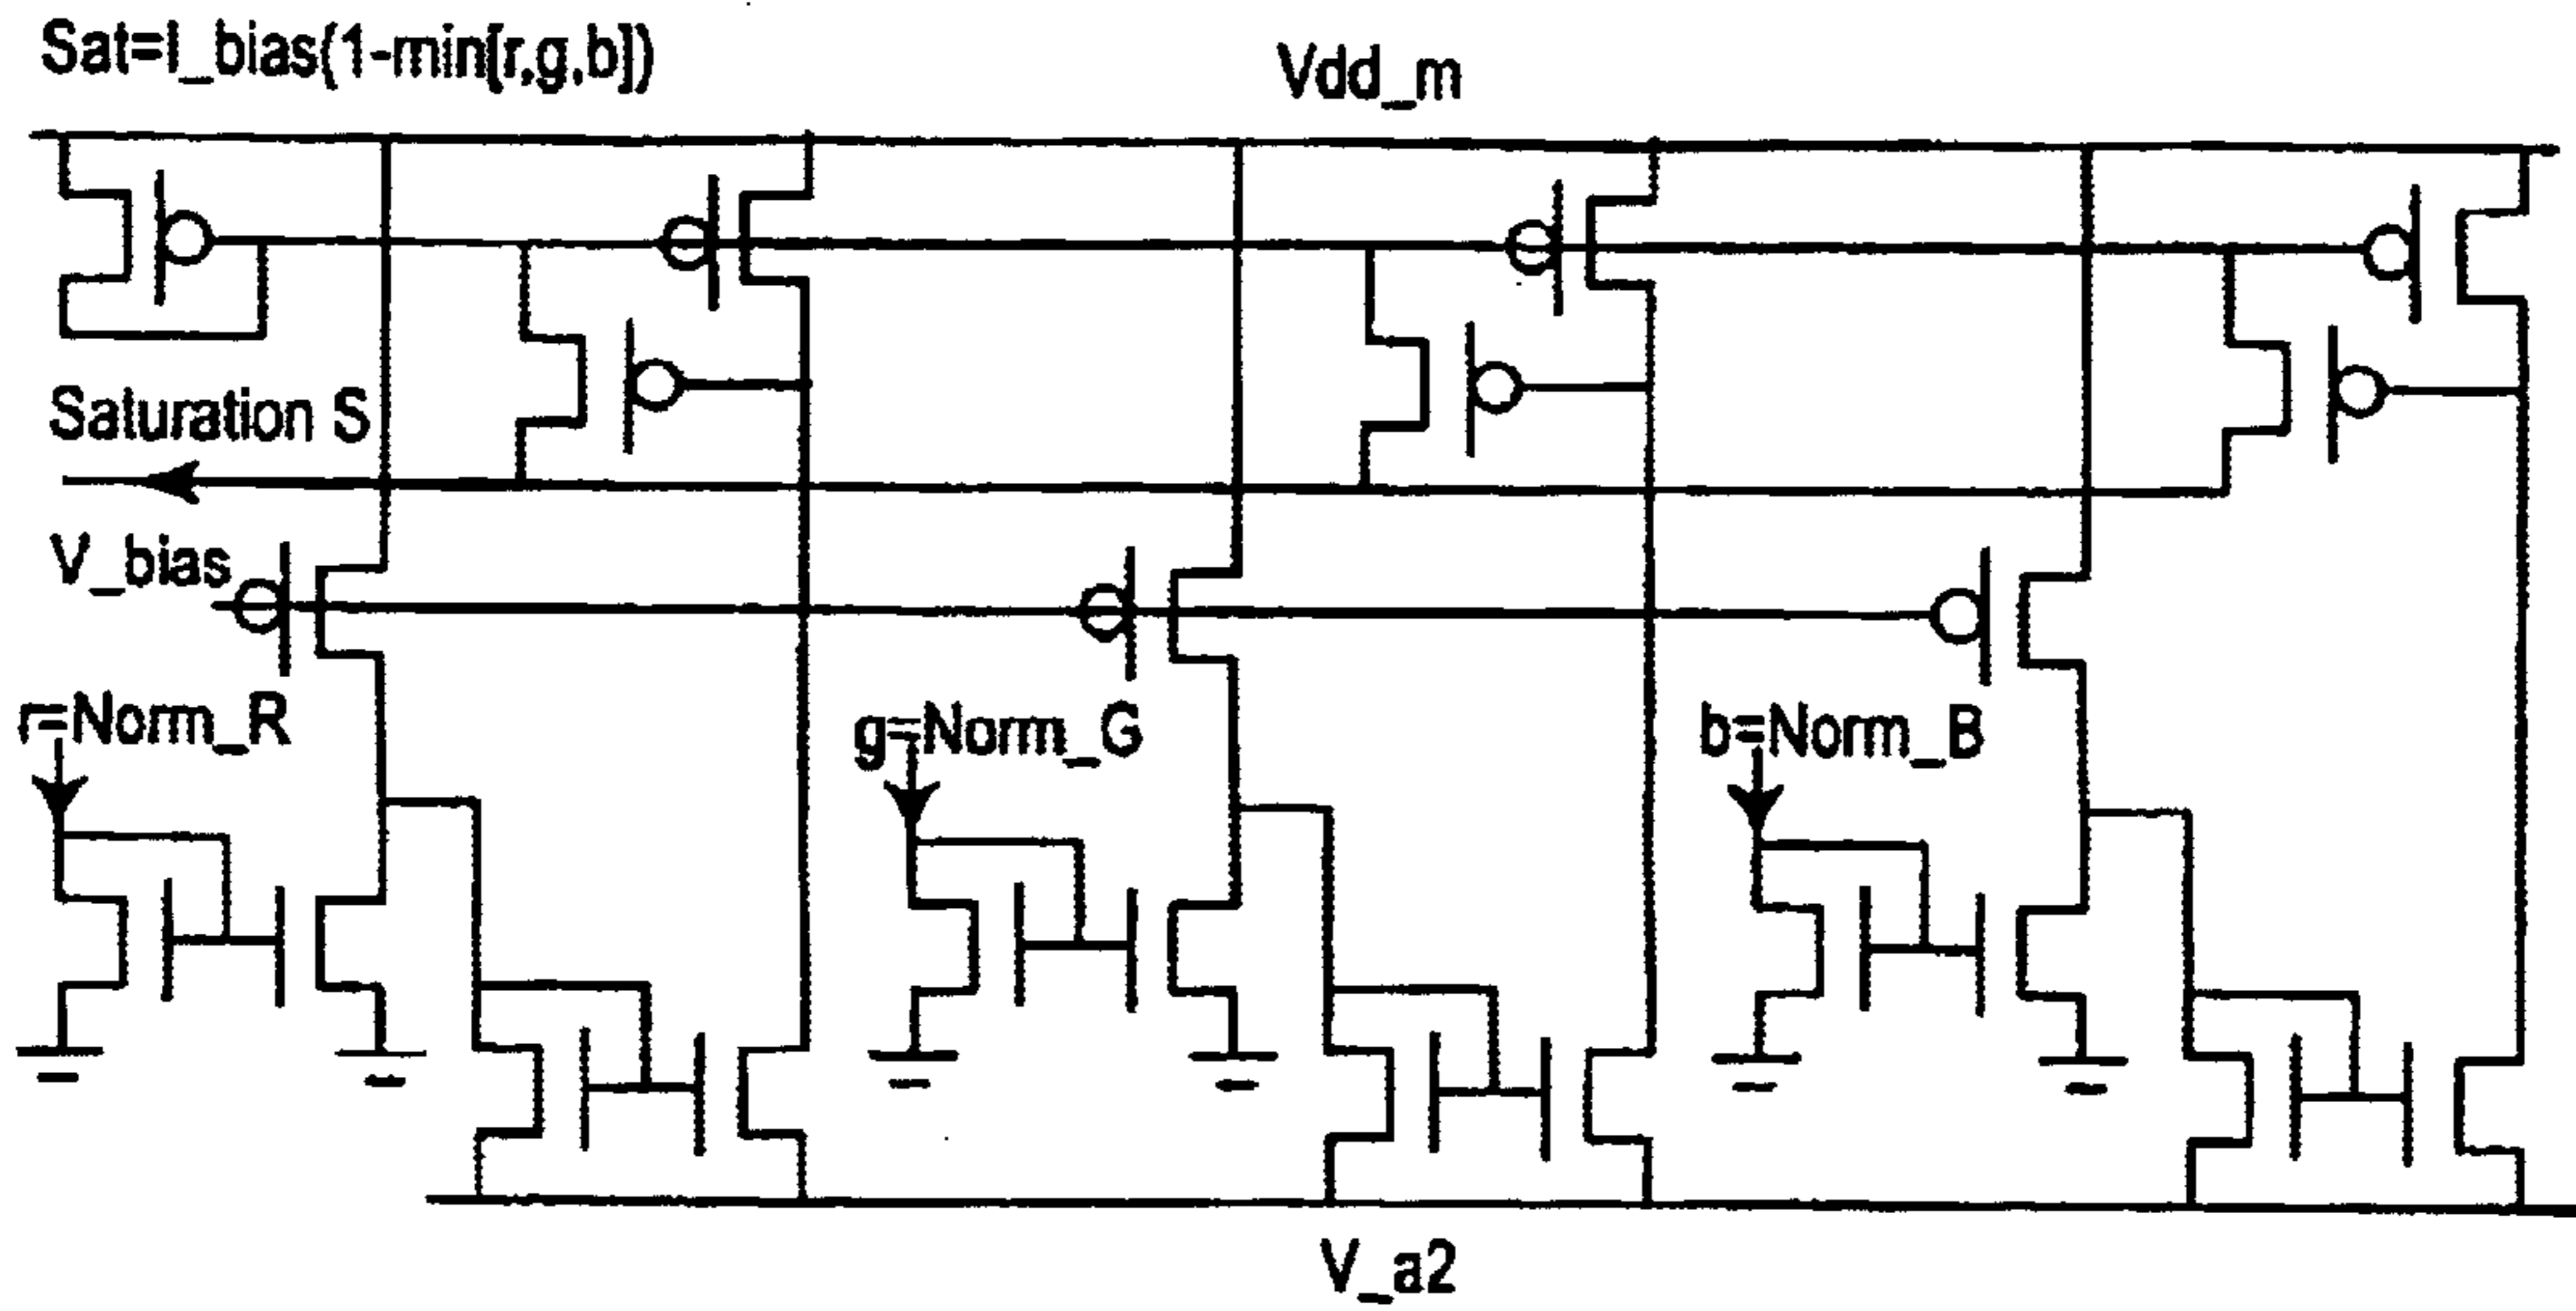 Sat=I_bias(1-min[r,g,b])
Vdd_m
Saturation S
V_bias
r=Norm_R
g=Norm_G
b=Norm_B
V_a2